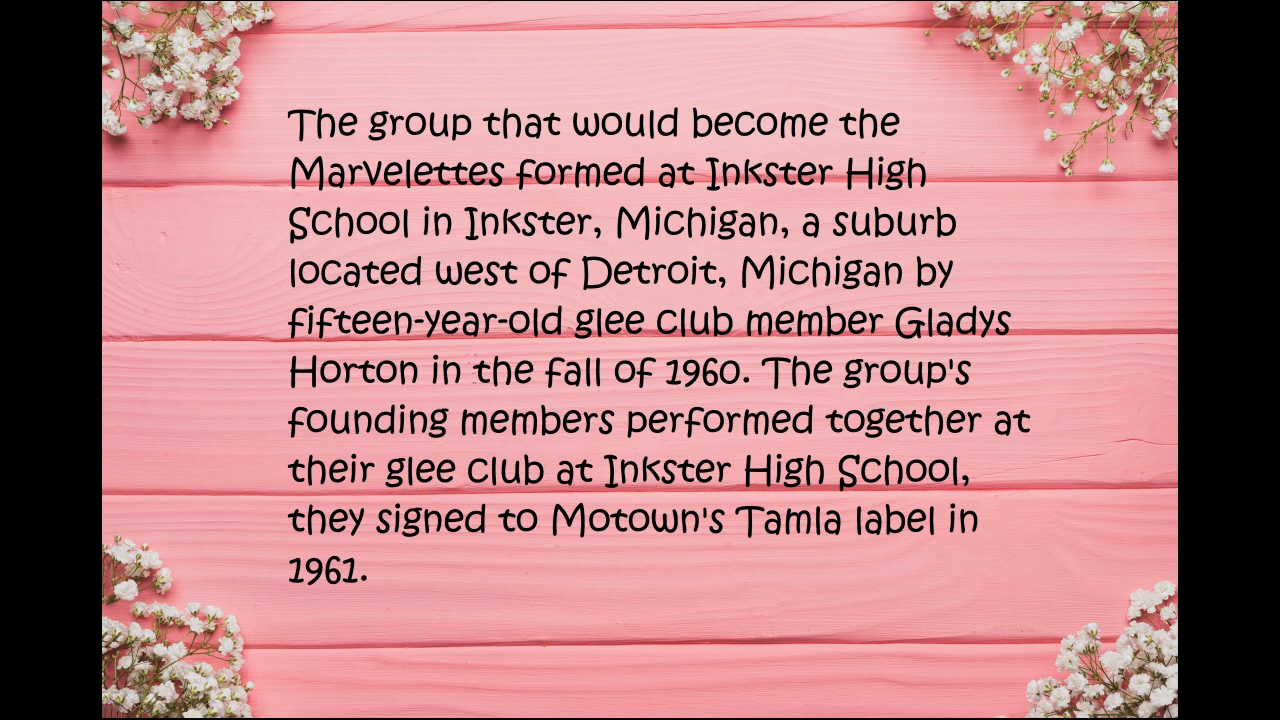 The group that would become the
Marvelettes formed at Inkster High
School in Inkster, Michigan, a suburb
located west of Detroit, Michigan by
fifteen-year-old glee club member Gladys
Horton in the fall of 1960. The group's
founding members performed together at
their glee club at Inkster High School,
they signed to Motown's Tamla label in
1961.